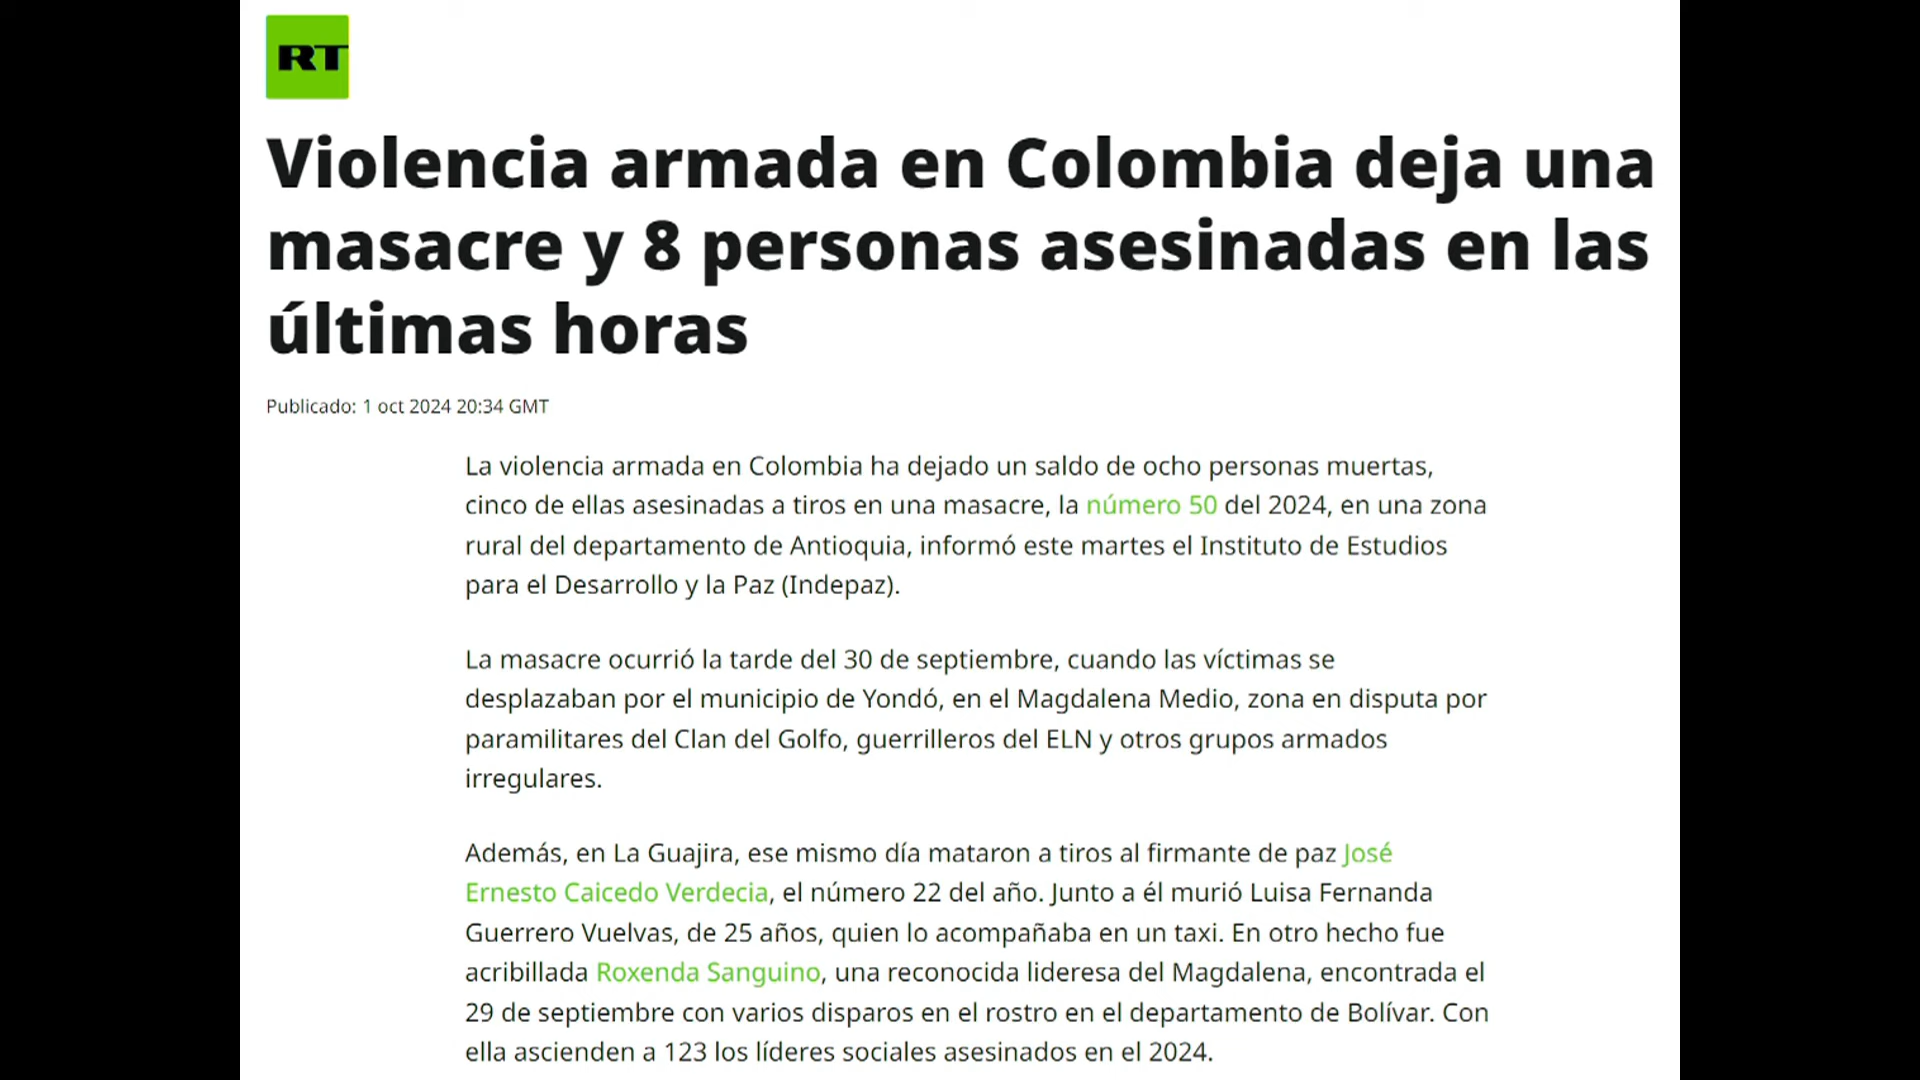 RT
Violencia armada en Colombia deja una
masacre y 8 personas asesinadas en las
últimas horas
Publicado: 1 oct 2024 20:34 GMT
La violencia armada en Colombia ha dejado un saldo de ocho personas muertas,
cinco de ellas asesinadas a tiros en una masacre, la número 50 del 2024, en una zona
rural del departamento de Antioquia, informó este martes el Instituto de Estudios
para el Desarrollo y la Paz (Indepaz).
La masacre ocurrió la tarde del 30 de septiembre, cuando las víctimas se
desplazaban por el municipio de Yondó, en el Magdalena Medio, zona en disputa por
paramilitares del Clan del Golfo, guerrilleros del ELN y otros grupos armados
irregulares.
Además, en La Guajira, ese mismo día mataron a tiros al firmante de paz José
Ernesto Caicedo Verdecia, el número 22 del año. Junto a él murió Luisa Fernanda
Guerrero Vuelvas, de 25 años, quien lo acompañaba en un taxi. En otro hecho fue
acribillada Roxenda Sanguino, una reconocida lideresa del Magdalena, encontrada el
29 de septiembre con varios disparos en el rostro en el departamento de Bolívar. Con
ella ascienden a 123 los líderes sociales asesinados en el 2024.